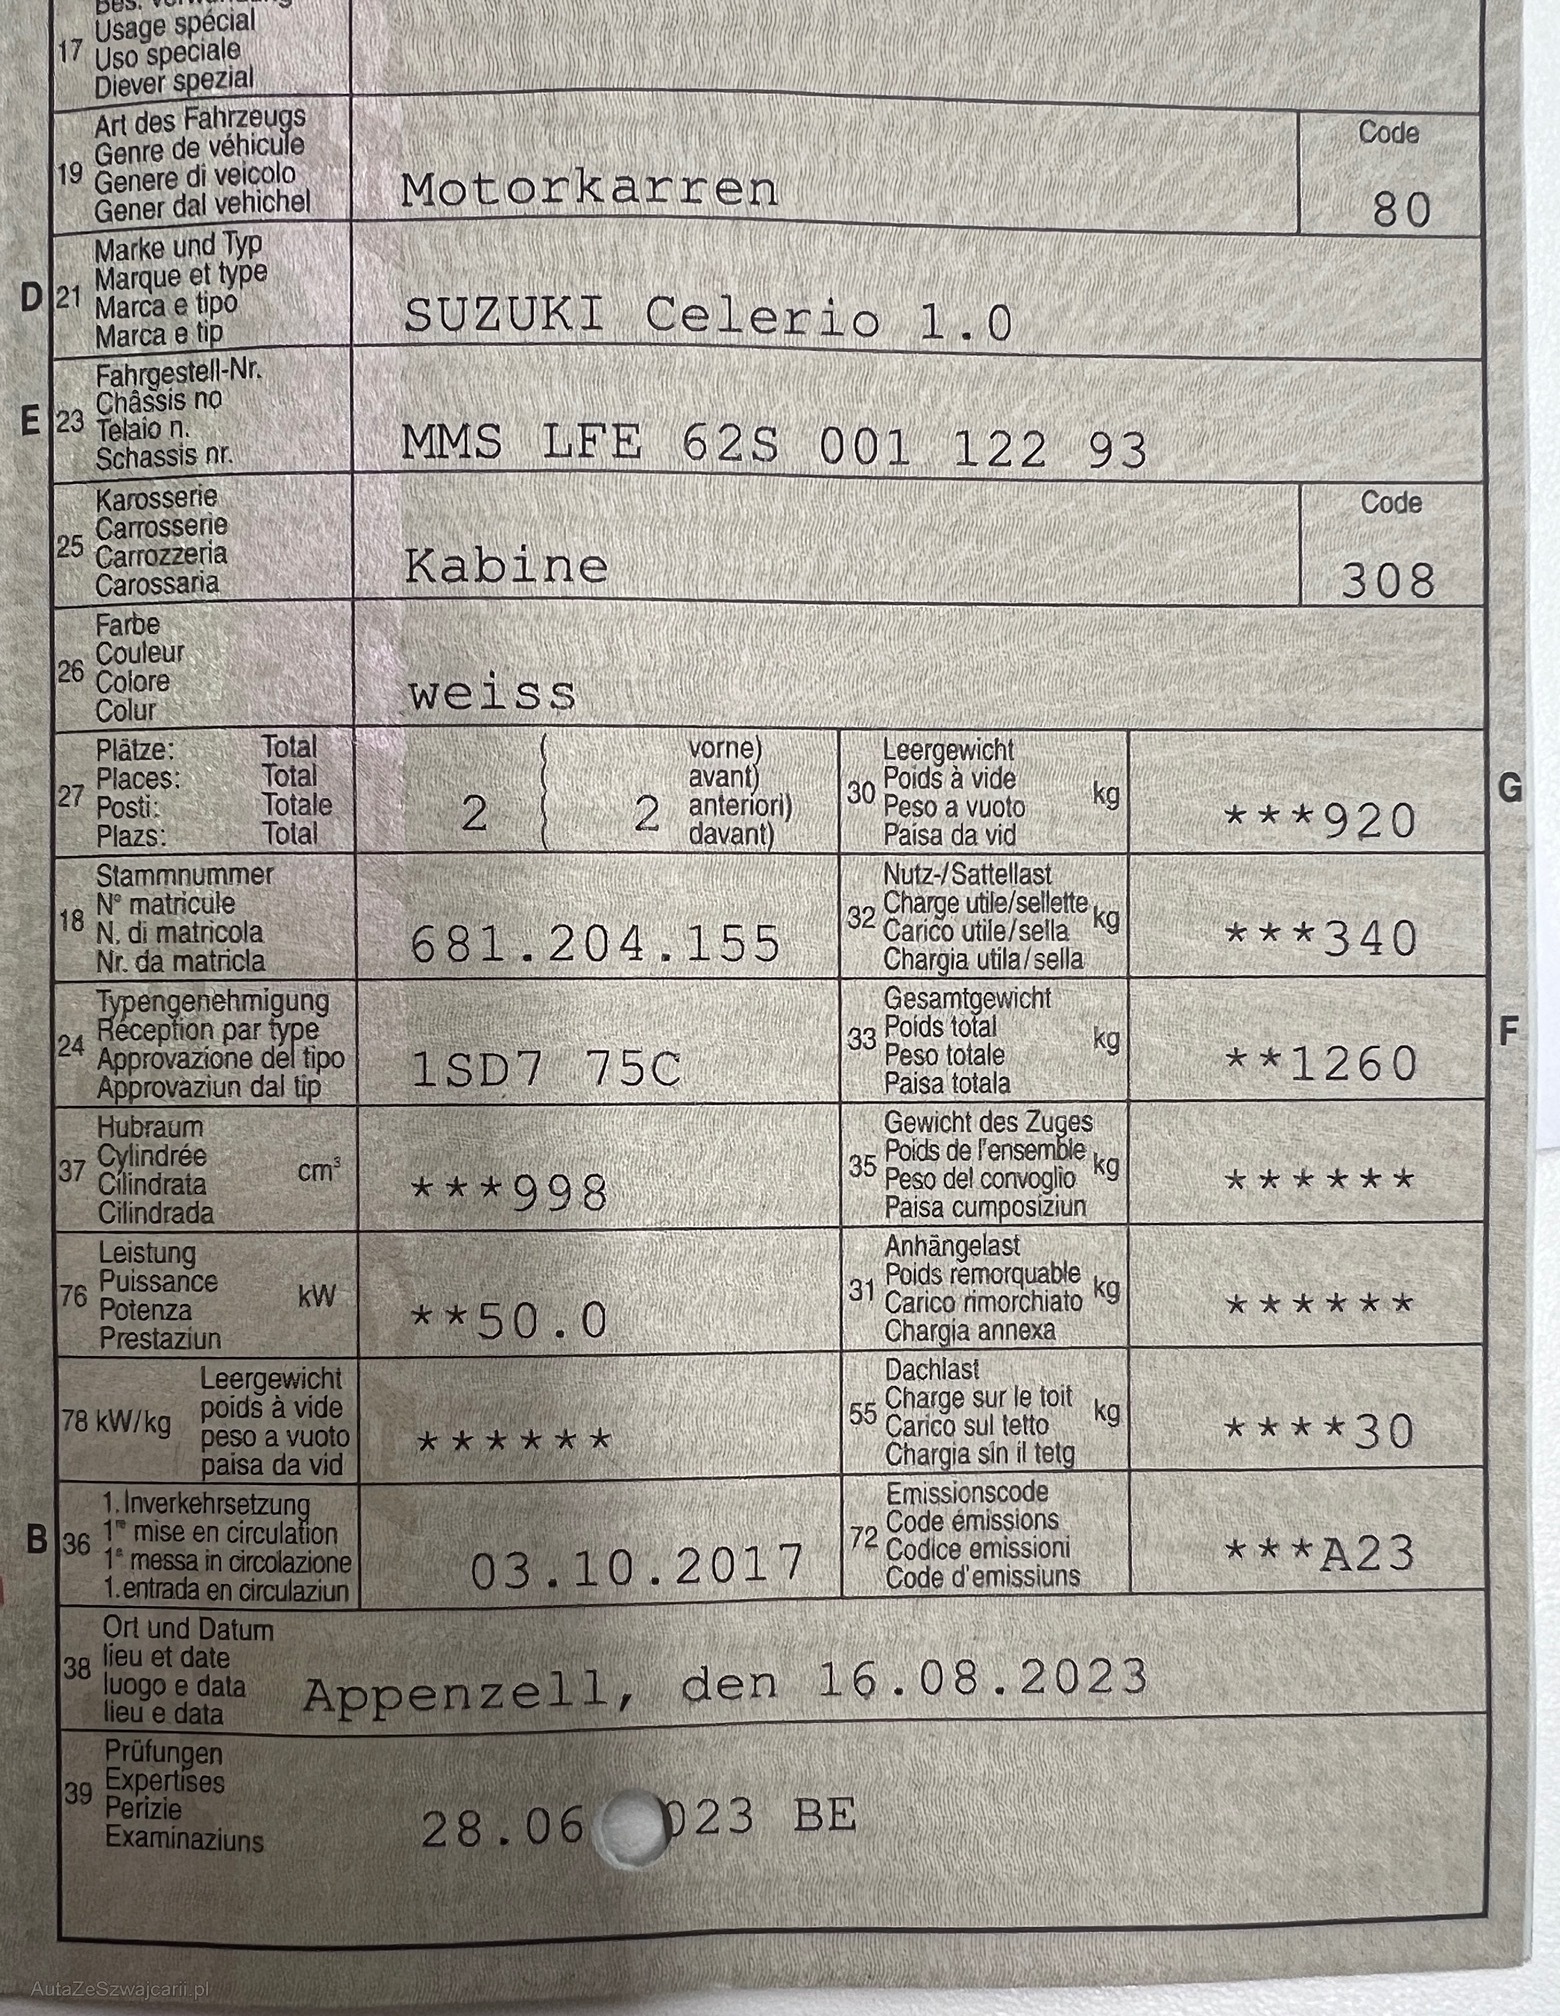 17 Usage spécial
Uso speciale
Diever spezial
19 Art des Fahrzeugs
Genre de véhicule
Genere di veicolo
Gener dal vehichel
Motorkarren
Code
80
D 21 Marke und Typ
Marque et type
Marca e tipo
Marca e tip
SUZUKI Celerio 1.0
E 23 Fahrgestell-Nr.
Châssis no
Telaio n.
Schassis nr.
MMS LFE 62S 001 122 93
25 Karosserie
Carrosserie
Carrozzeria
Carossaria
Kabine
Code
308
26 Farbe
Couleur
Colore
Colur
weiss
27 Plätze: Total
Places: Total
Posti: Totale
Plazs: Total
2 2
vorne)
avant)
anteriori)
davant)
30 Leergewicht
Poids à vide
Peso a vuoto
Paisa da vid
kg
***920
G
18 Stammnummer
N° matricule
N. di matricola
Nr. da matricla
681.204.155
32 Nutz-/Sattellast
Charge utile/sellette
Carico utile/sella
Chargia utila/sella
kg
***340
24 Typengenehmigung
Réception par type
Approvazione del tipo
Approvaziun dal tip
1SD7 75C
33 Gesamtgewicht
Poids total
Peso totale
Paisa totala
kg
**1260
F
37 Hubraum
Cylindrée
Cilindrata
Cilindrada
cm³
***998
35 Gewicht des Zuges
Poids de l'ensemble
Peso del convoglio
Paisa cumposiziun
kg
******
76 Leistung
Puissance
Potenza
Prestaziun
kW
**50.0
31 Anhängelast
Poids remorquable
Carico rimorchiato
Chargia annexa
kg
******
78 kW/kg
Leergewicht
poids à vide
peso a vuoto
paisa da vid
******
55 Dachlast
Charge sur le toit
Carico sul tetto
Chargia sin il tetg
kg
****30
B 36 1. Inverkehrsetzung
1re mise en circulation
1a messa in circolazione
1. entrada en circulaziun
03.10.2017
72 Emissionscode
Code émissions
Codice emissioni
Code d'emissiuns
***A23
38 Ort und Datum
lieu et date
luogo e data
lieu e data
Appenzell, den 16.08.2023
39 Prüfungen
Expertises
Perizie
Examinaziuns
28.06 023 BE
AutaZeSzwajcarii.pl